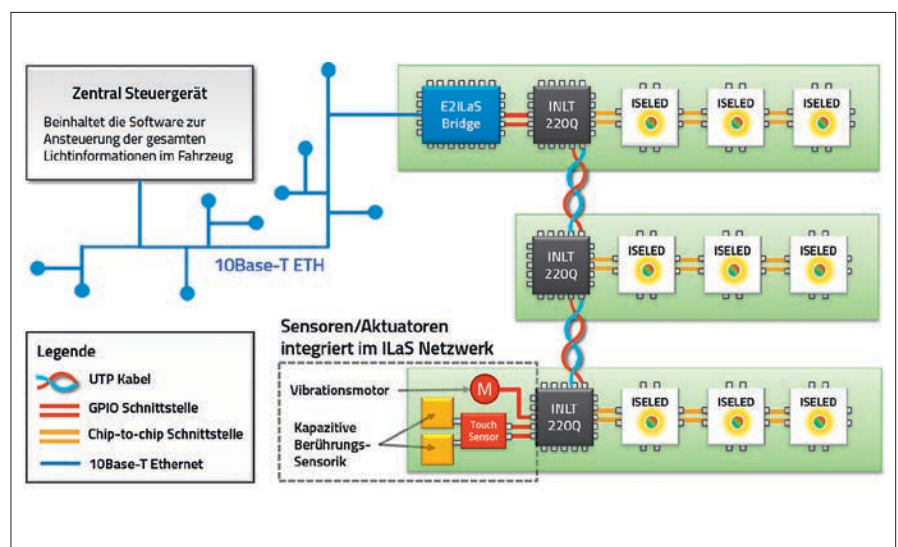 Zentral Steuergerät
Beinhaltet die Software zur
Ansteuerung der gesamten
Lichtinformationen im Fahrzeug
10Base-T ETH
E2ILaS
Bridge
INLT
220Q
ISELED
ISELED
ISELED
INLT
220Q
ISELED
ISELED
ISELED
Legende
UTP Kabel
GPIO Schnittstelle
Chip-to-chip Schnittstelle
10Base-T Ethernet
Sensoren/Aktuatoren
integriert im ILaS Netzwerk
Vibrationsmotor
M
Kapazitive
Berührungs-
Sensorik
Touch
Sensor
INLT
220Q
ISELED
ISELED
ISELED